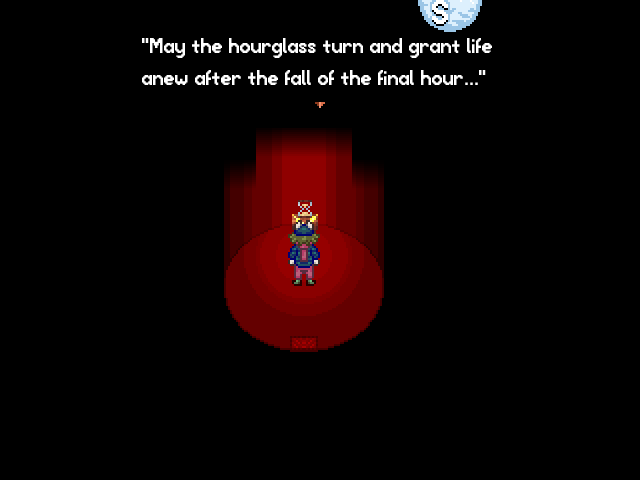 S
"May the hourglass turn and grant life
anew after the fall of the final hour..."